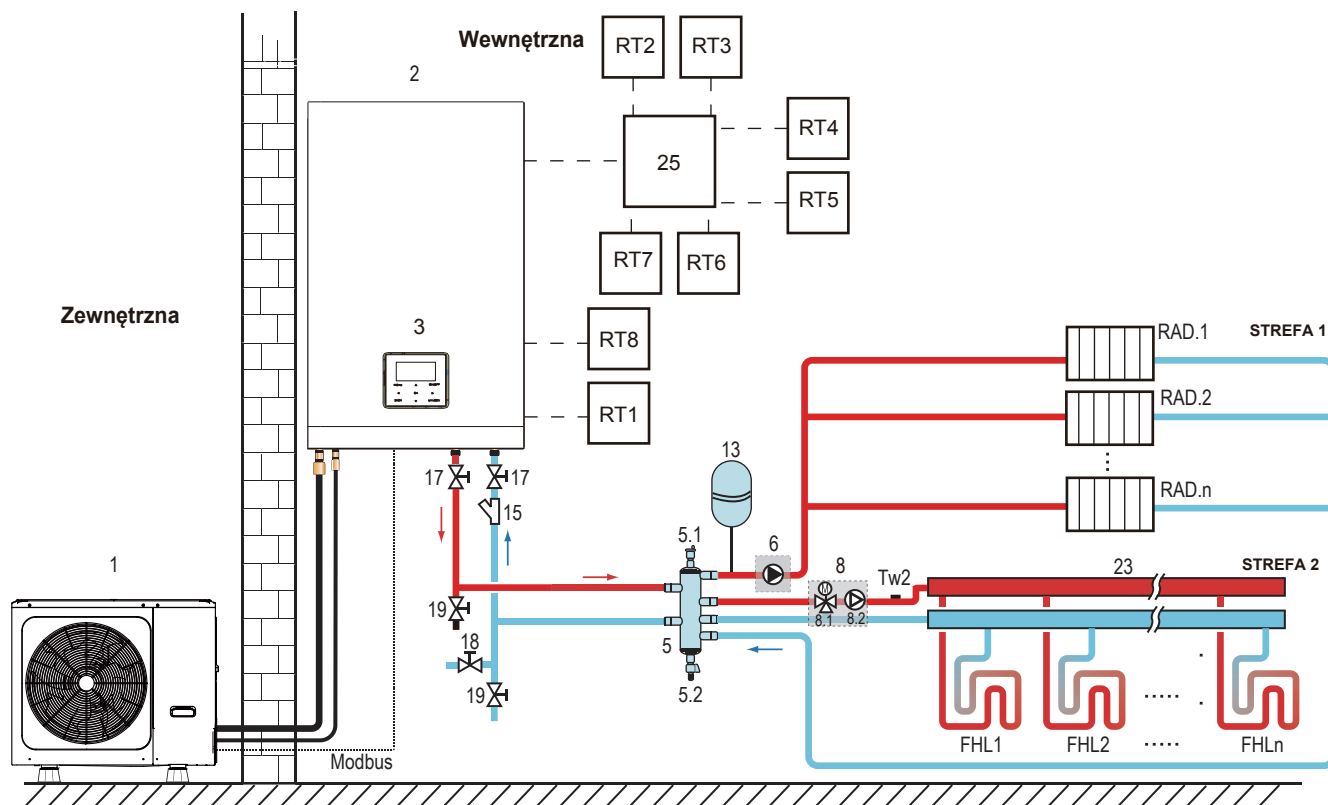 Wewnętrzna
RT2
RT3
2
RT4
25
RT5
RT7
RT6
Zewnętrzna
3
RT8
RT1
RAD.1
STREFA 1
RAD.2
RAD.n
17
17
13
15
5.1
6
1
8
Tw2
23
STREFA 2
M
8.1
8.2
19
18
5
19
5.2
FHL1
FHL2
FHLn
Modbus